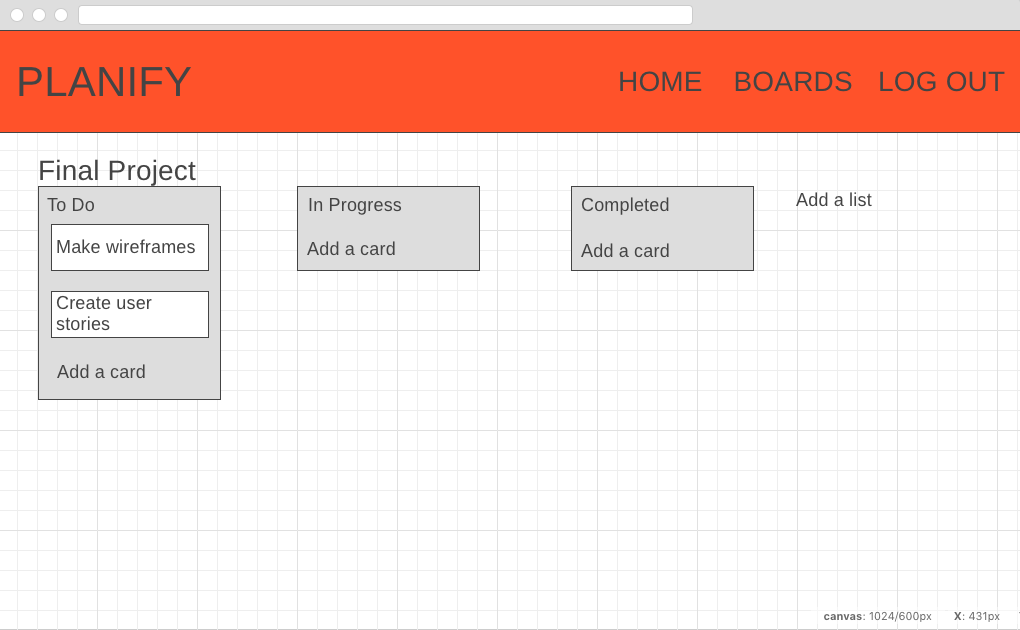 PLANIFY
HOME
BOARDS
LOG OUT
Final Project
To Do
Make wireframes
Create user
stories
Add a card
In Progress
Add a card
Completed
Add a card
Add a list
canvas: 1024/600px
X: 431px